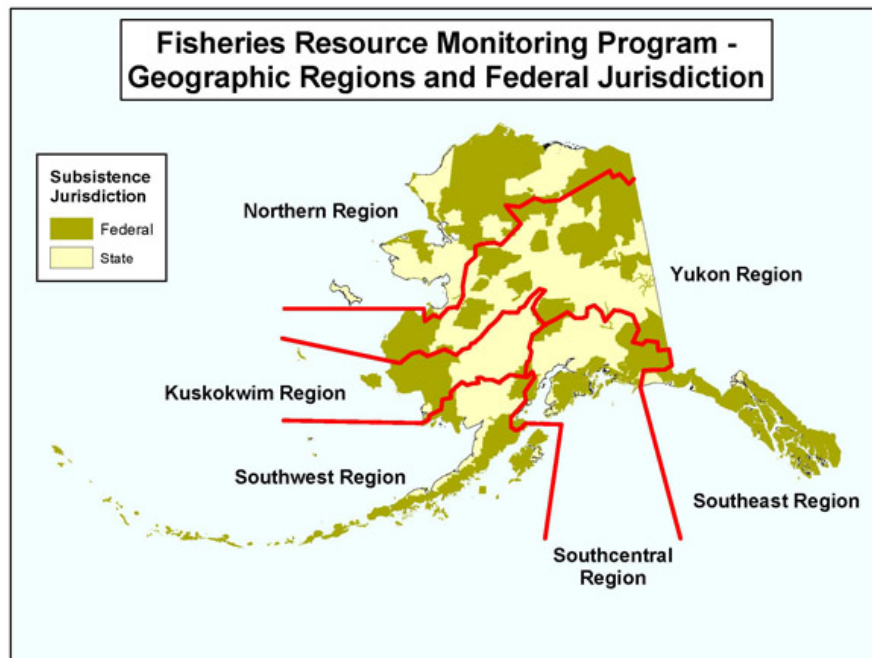 Fisheries Resource Monitoring Program -
Geographic Regions and Federal Jurisdiction
Subsistence
Jurisdiction
Federal
State
Northern Region
Yukon Region
Kuskokwim Region
Southwest Region
Southeast Region
Southcentral
Region